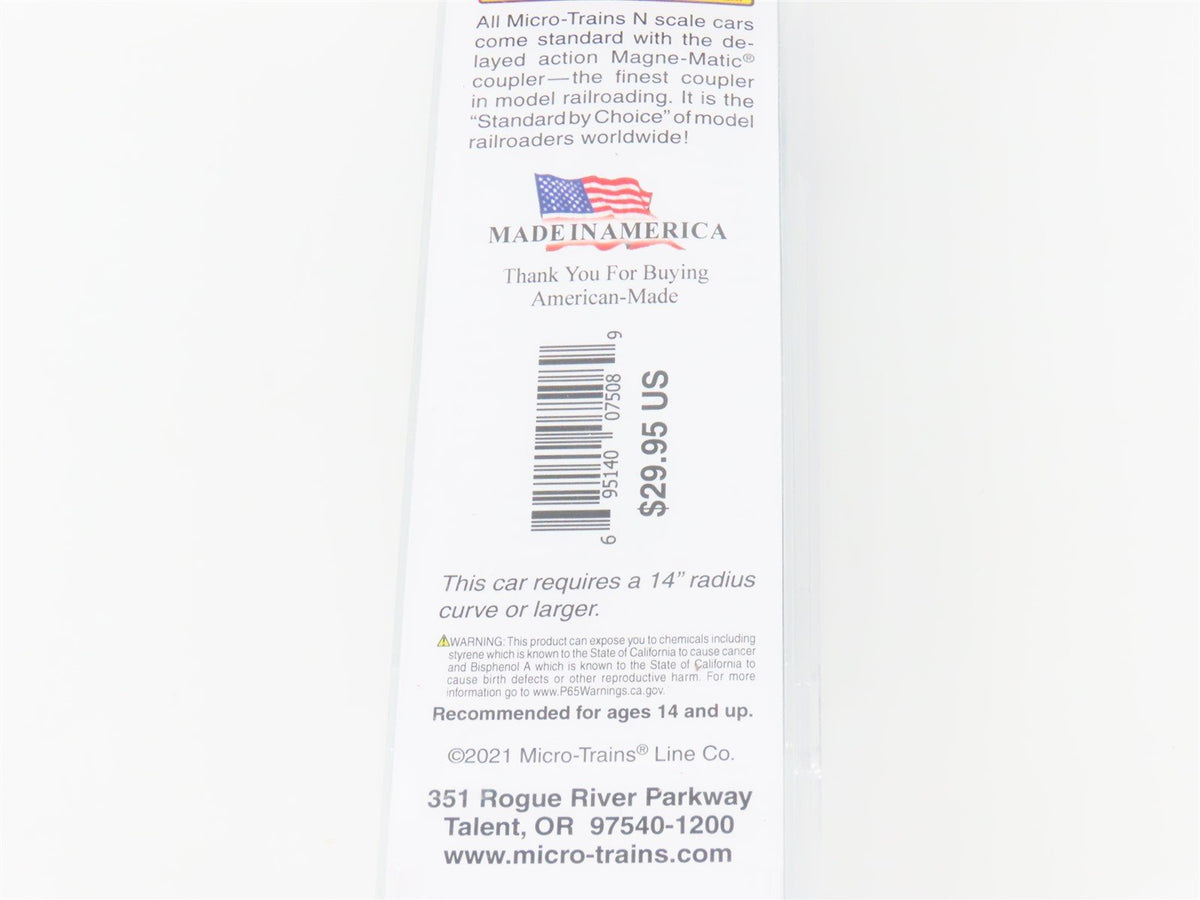 All Micro-Trains N scale cars
come standard with the de-
layed action Magne-Matic®
coupler—the finest coupler
in model railroading. It is the
“Standard by Choice” of model
railroaders worldwide!
MADE IN AMERICA
Thank You For Buying
American-Made
6 95140 07508 9
$29.95 US
This car requires a 14” radius
curve or larger.
WARNING: This product can expose you to chemicals including
styrene which is known to the State of California to cause cancer
and Bisphenol A which is known to the State of California to
cause birth defects or other reproductive harm. For more
information go to www.P65Warnings.ca.gov.
Recommended for ages 14 and up.
©2021 Micro-Trains® Line Co.
351 Rogue River Parkway
Talent, OR 97540-1200
www.micro-trains.com